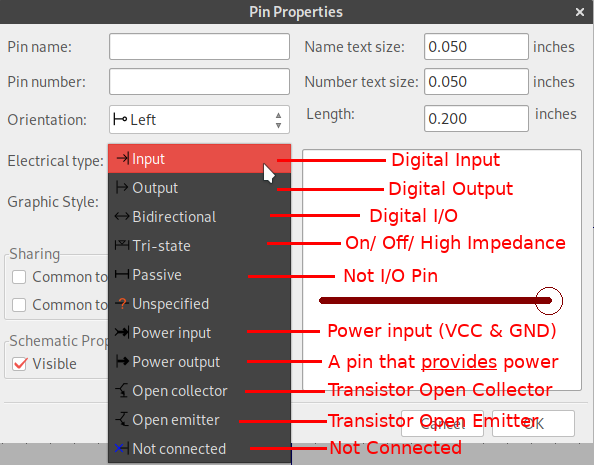 Pin Properties
Pin name:
Name text size: 0.050 inches
Pin number:
Number text size: 0.050 inches
Orientation: Left
Length: 0.200 inches
Electrical type:
Input
Digital Input
Output
Digital Output
Graphic Style:
Bidirectional
Digital I/O
Tri-state
On/ Off/ High Impedance
Sharing
Common to
Passive
Not I/O Pin
Common to
Unspecified
Schematic Prop
Power input
Power input (VCC & GND)
Visible
Power output
A pin that provides power
Open collector
Transistor Open Collector
Open emitter
Transistor Open Emitter
Cancel
OK
Not connected
Not Connected